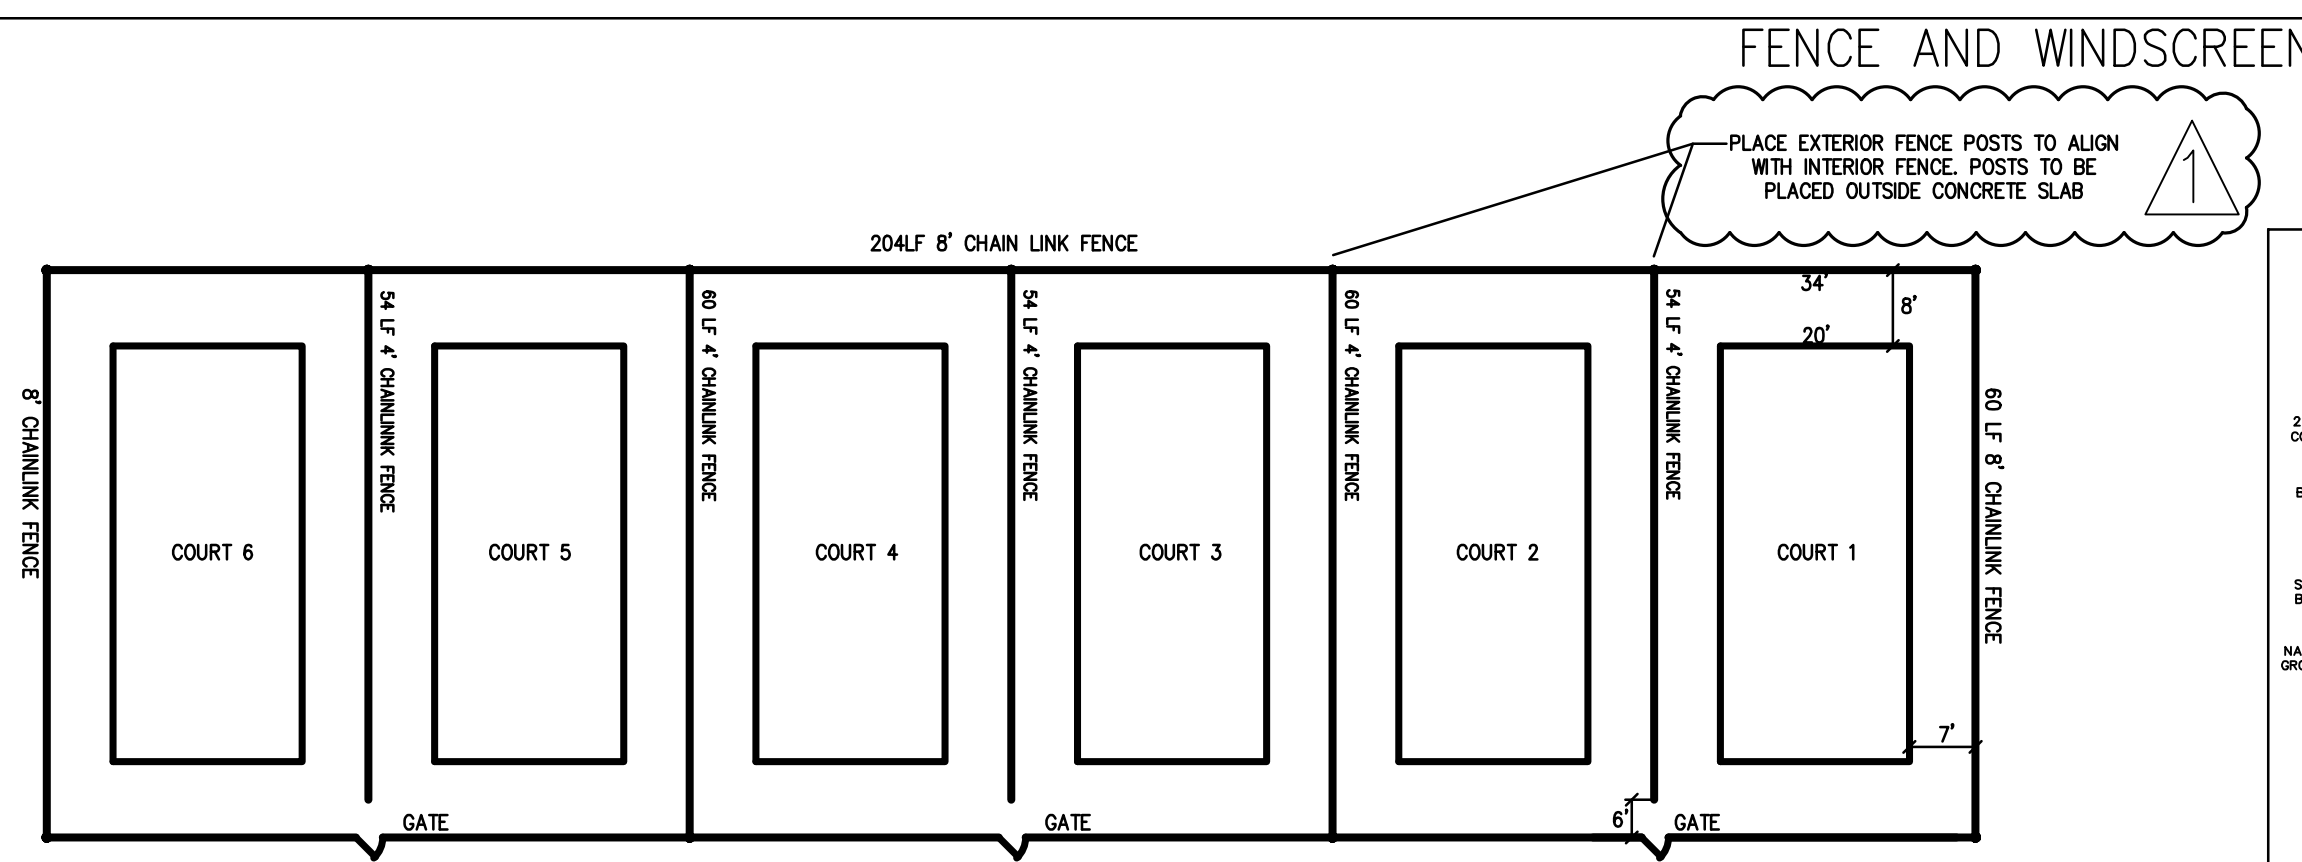 FENCE AND WINDSCREEN
PLACE EXTERIOR FENCE POSTS TO ALIGN
WITH INTERIOR FENCE. POSTS TO BE
PLACED OUTSIDE CONCRETE SLAB
1
204LF 8' CHAIN LINK FENCE
34'
8'
20'
8' CHAINLINK FENCE
54 LF 4' CHAINLINNK FENCE
60 LF 4' CHAINLINK FENCE
54 LF 4' CHAINLINK FENCE
60 LF 4' CHAINLINK FENCE
54 LF 4' CHAINLINK FENCE
60 LF 8' CHAINLINK FENCE
COURT 6
COURT 5
COURT 4
COURT 3
COURT 2
COURT 1
7'
6'
GATE
GATE
GATE